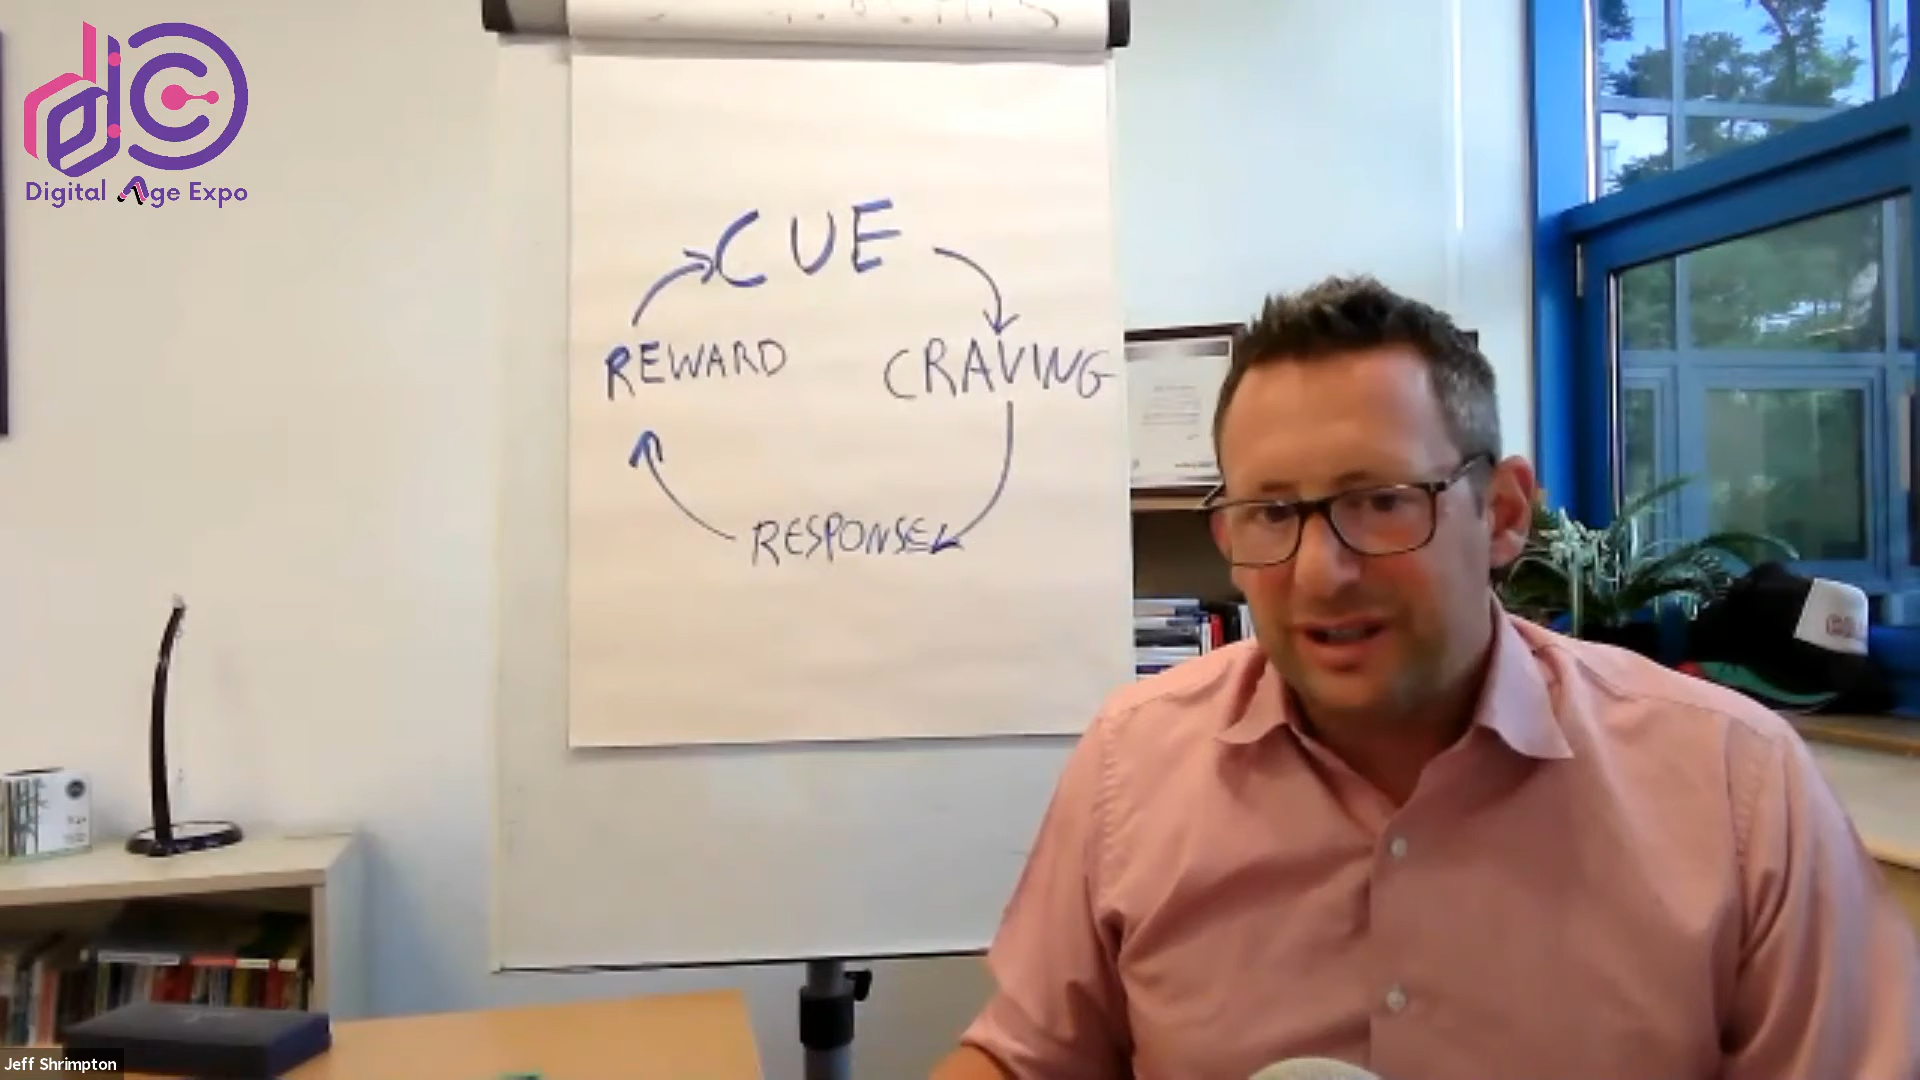 Digital Age Expo
CUE
REWARD
CRAVING
RESPONSE
Jeff Shrimpton